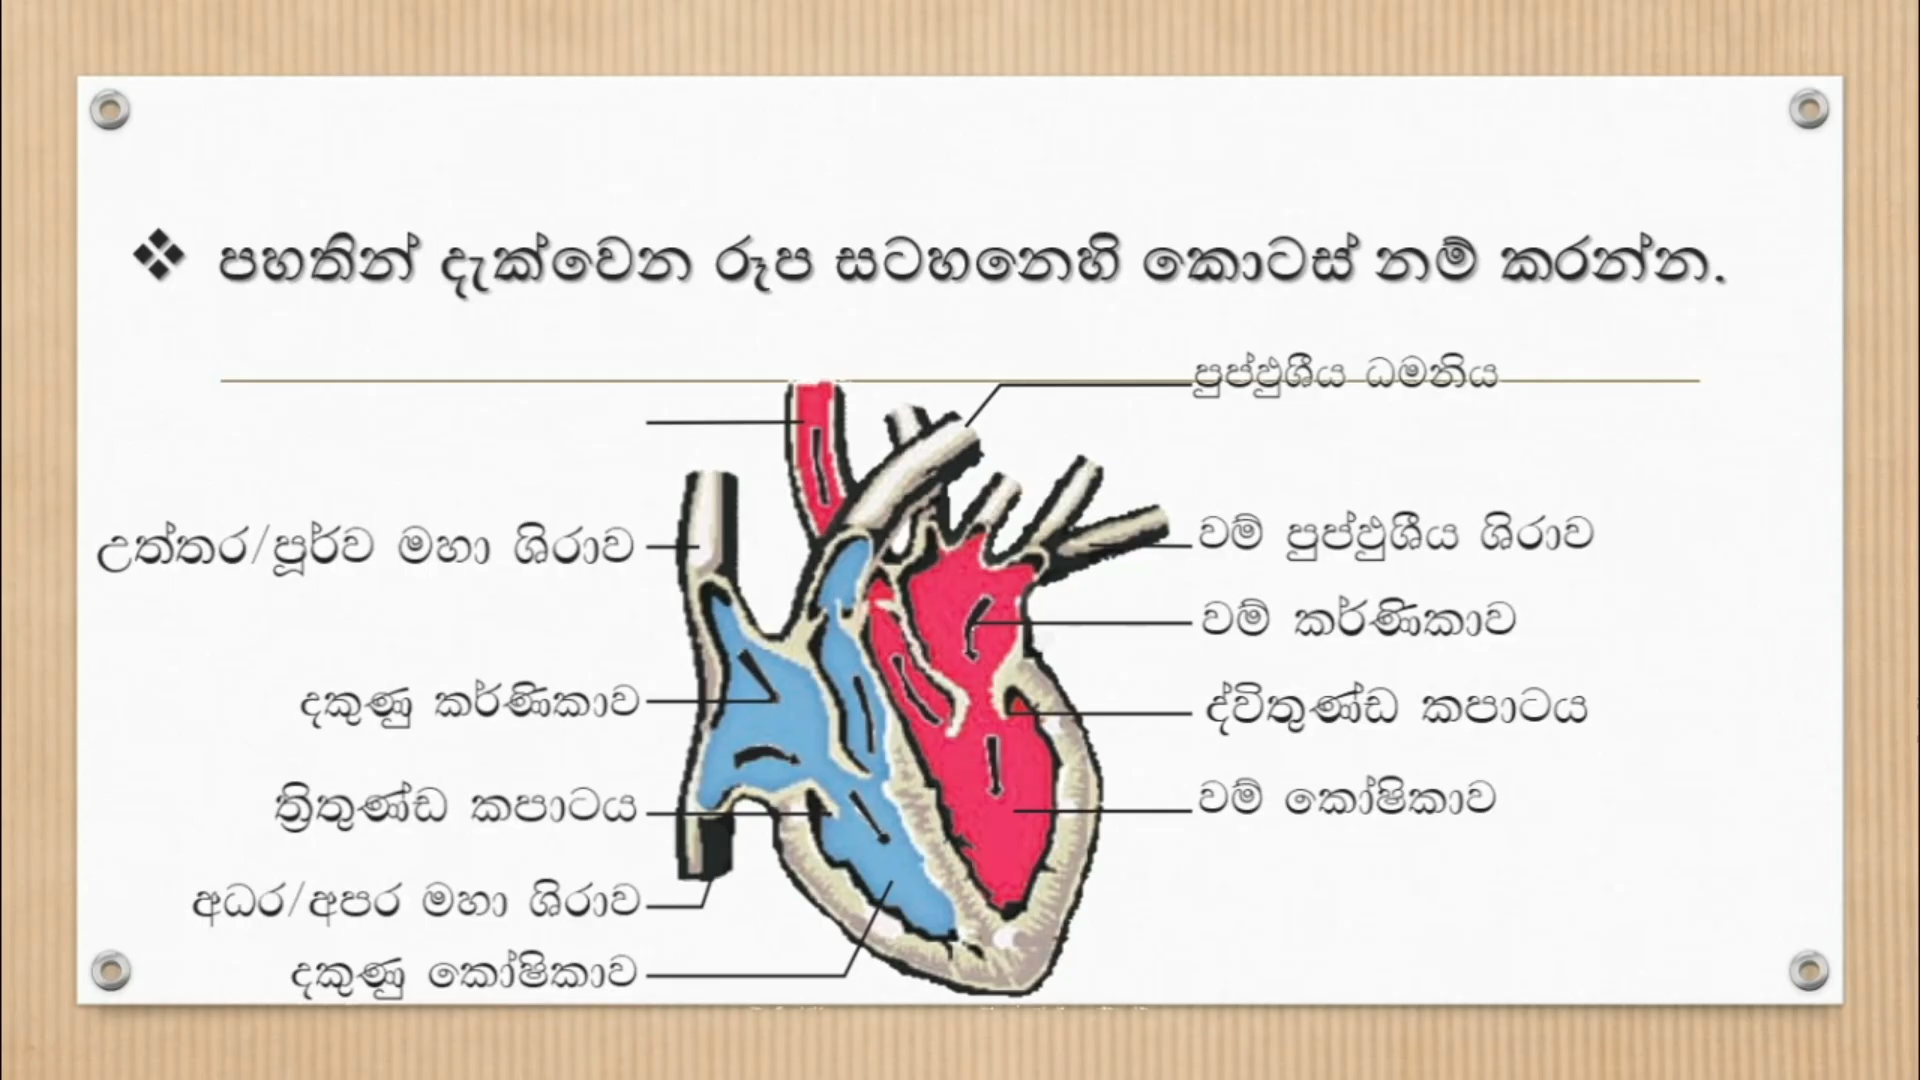 ❖ පහතින් දැක්වෙන රූප සටහනෙහි කොටස් නම් කරන්න.
පුප්ඵුශීය ධමනිය
උත්තර/පූර්ව මහා ශිරාව
වම් පුප්ඵුශීය ශිරාව
වම් කර්ණිකාව
දකුණු කර්ණිකාව
ද්විතුණ්ඩ කපාටය
ත්‍රිතුණ්ඩ කපාටය
වම් කෝෂිකාව
අධර/අපර මහා ශිරාව
දකුණු කෝෂිකාව